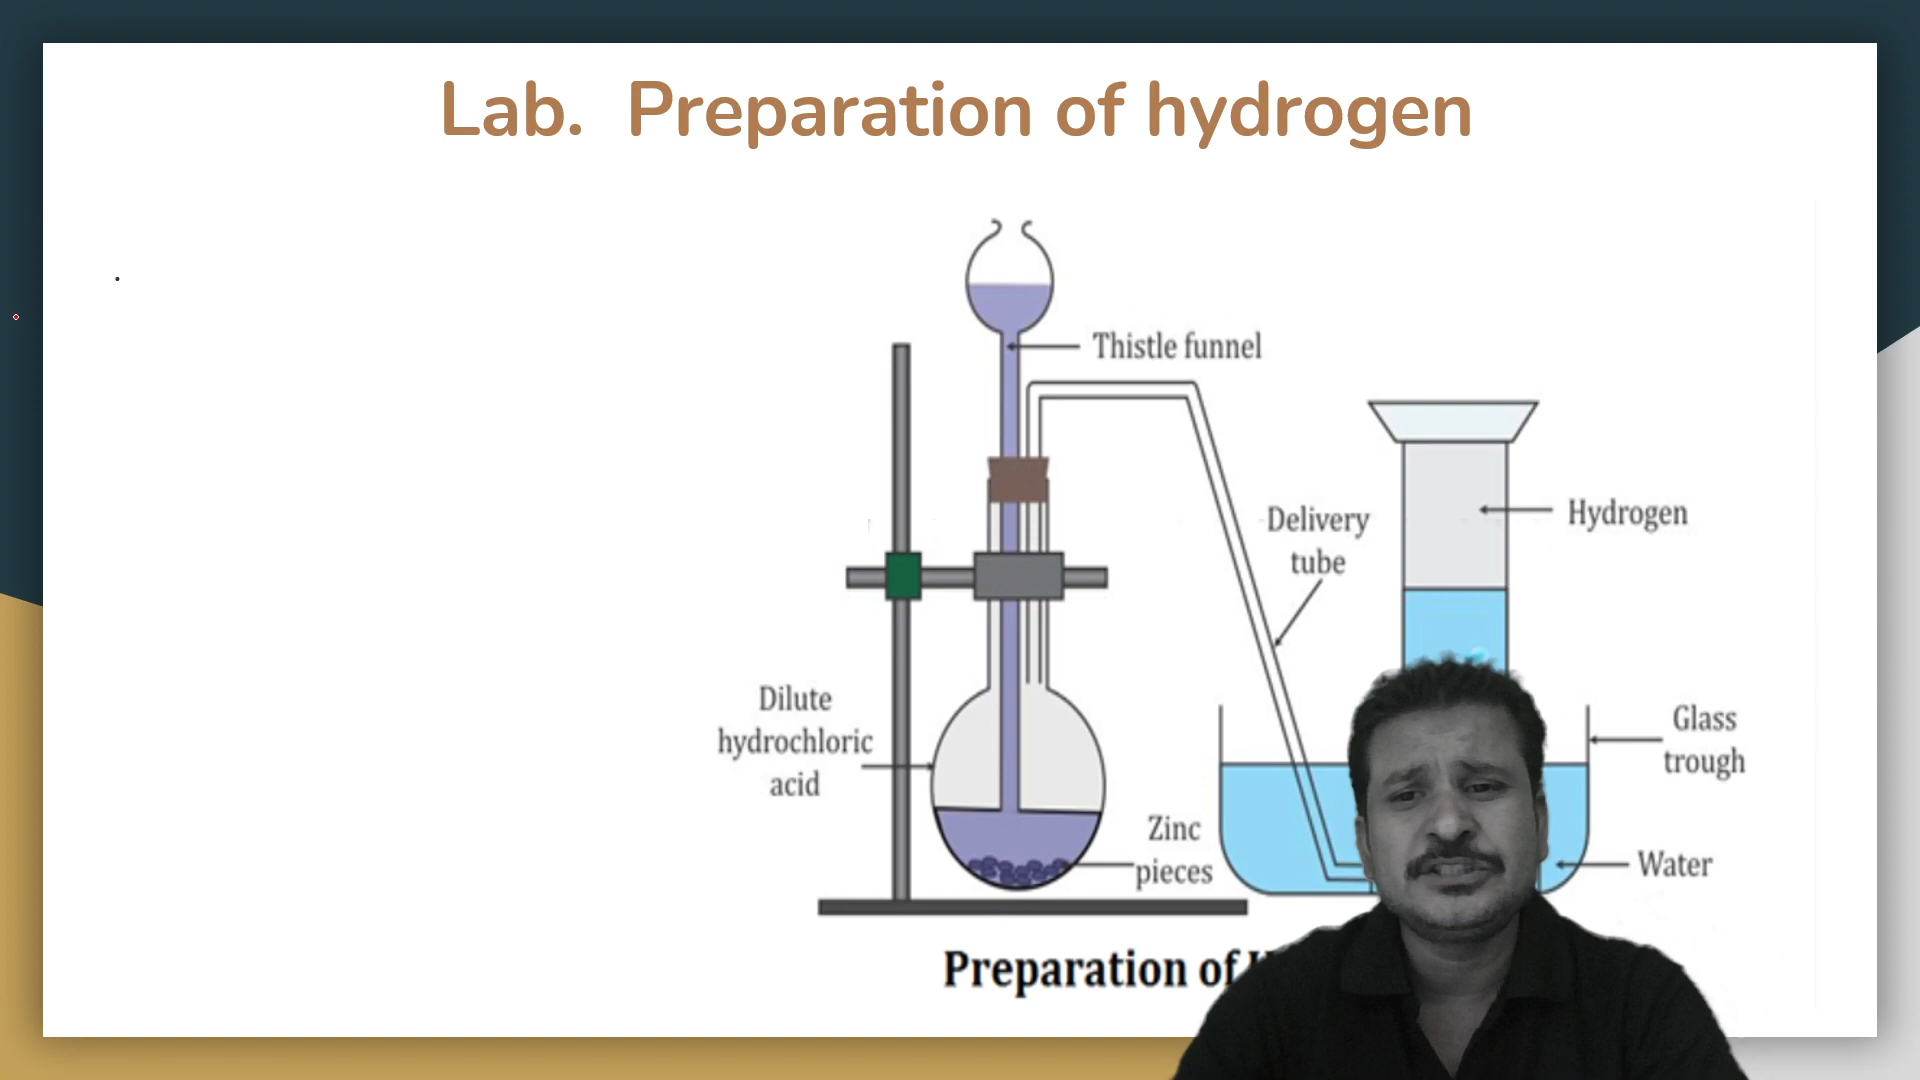 Lab. Preparation of hydrogen
Thistle funnel
Delivery
tube
Hydrogen
Dilute
hydrochloric
acid
Glass
trough
Zinc
pieces
Water
Preparation of